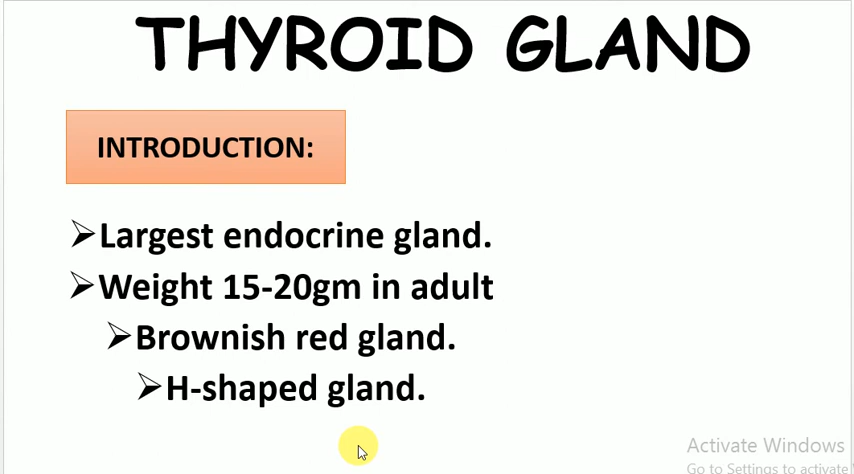 THYROID GLAND
INTRODUCTION:
Largest endocrine gland.
Weight 15-20gm in adult
Brownish red gland.
H-shaped gland.
Activate Windows
Go to Settings to activate